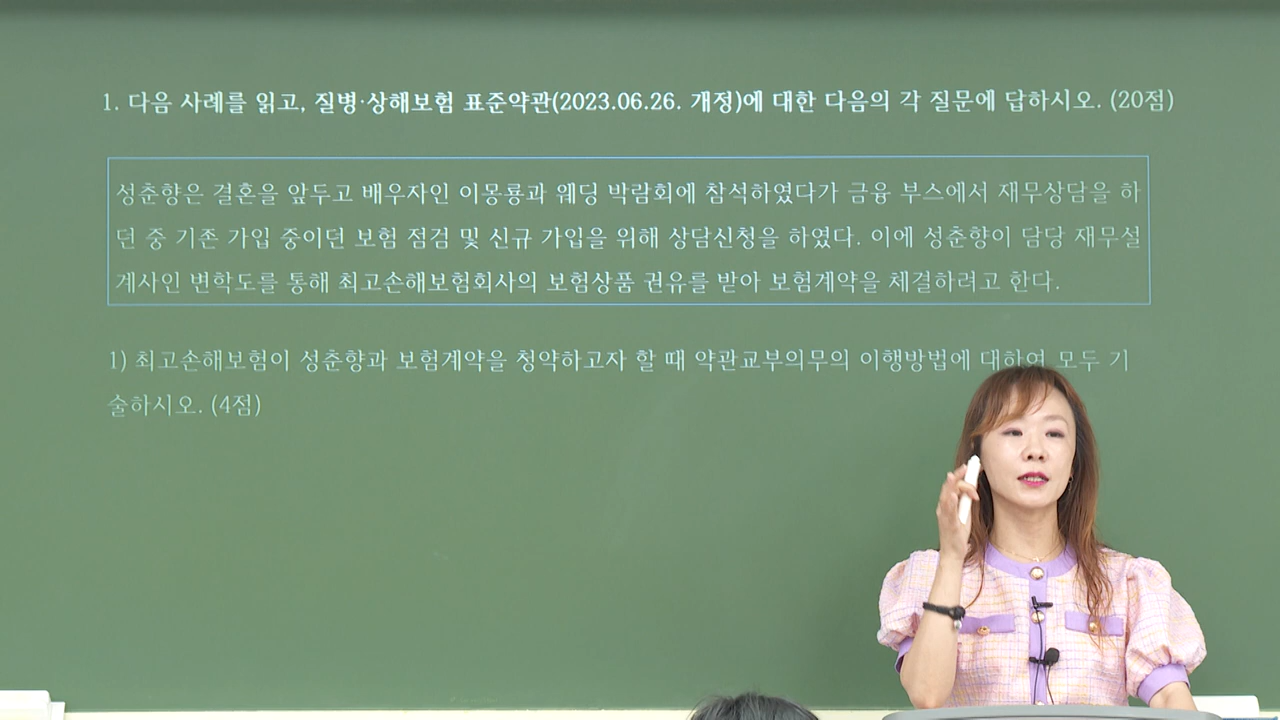 1. 다음 사례를 읽고, 질병·상해보험 표준약관(2023.06.26. 개정)에 대한 다음의 각 질문에 답하시오. (20점)
성춘향은 결혼을 앞두고 배우자인 이몽룡과 웨딩 박람회에 참석하였다가 금융 부스에서 재무상담을 하
던 중 기존 가입 중이던 보험 점검 및 신규 가입을 위해 상담신청을 하였다. 이에 성춘향이 담당 재무설
계사인 변학도를 통해 최고손해보험회사의 보험상품 권유를 받아 보험계약을 체결하려고 한다.
1) 최고손해보험이 성춘향과 보험계약을 청약하고자 할 때 약관교부의무의 이행방법에 대하여 모두 기
술하시오. (4점)